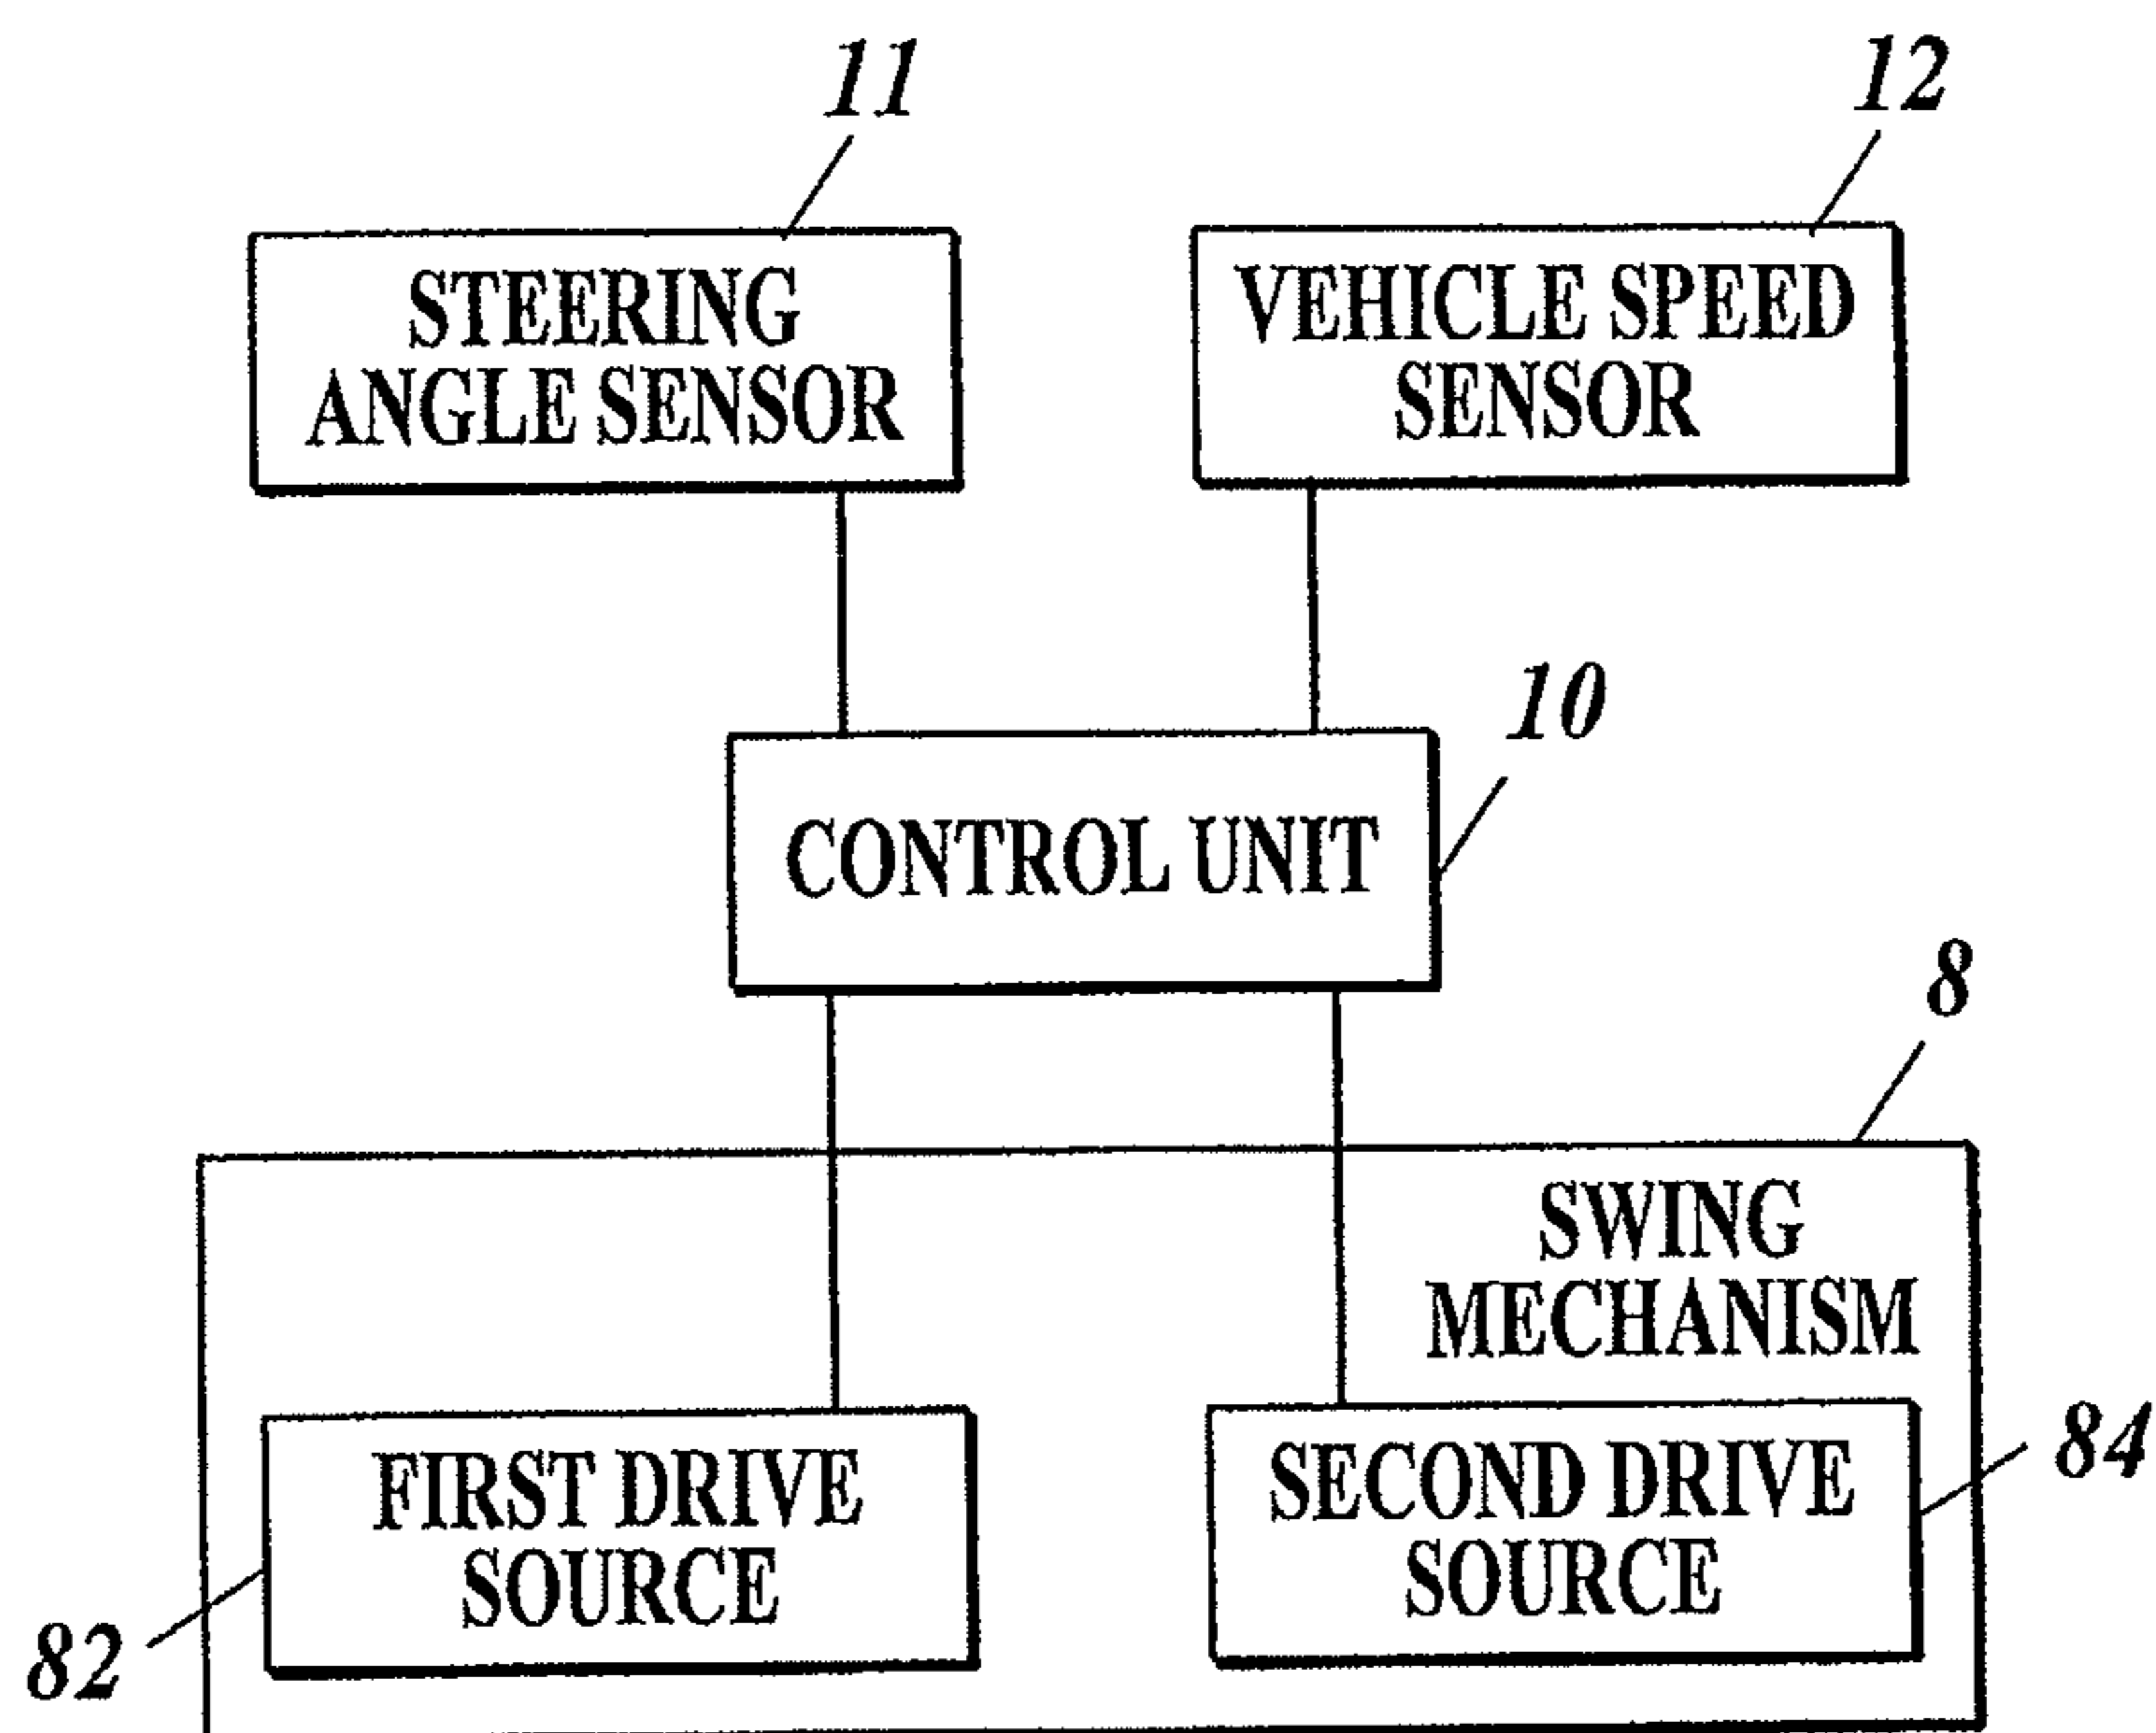 11
12
STEERING
ANGLE SENSOR
VEHICLE SPEED
SENSOR
10
CONTROL UNIT
8
SWING
MECHANISM
FIRST DRIVE
SOURCE
SECOND DRIVE
SOURCE
84
82